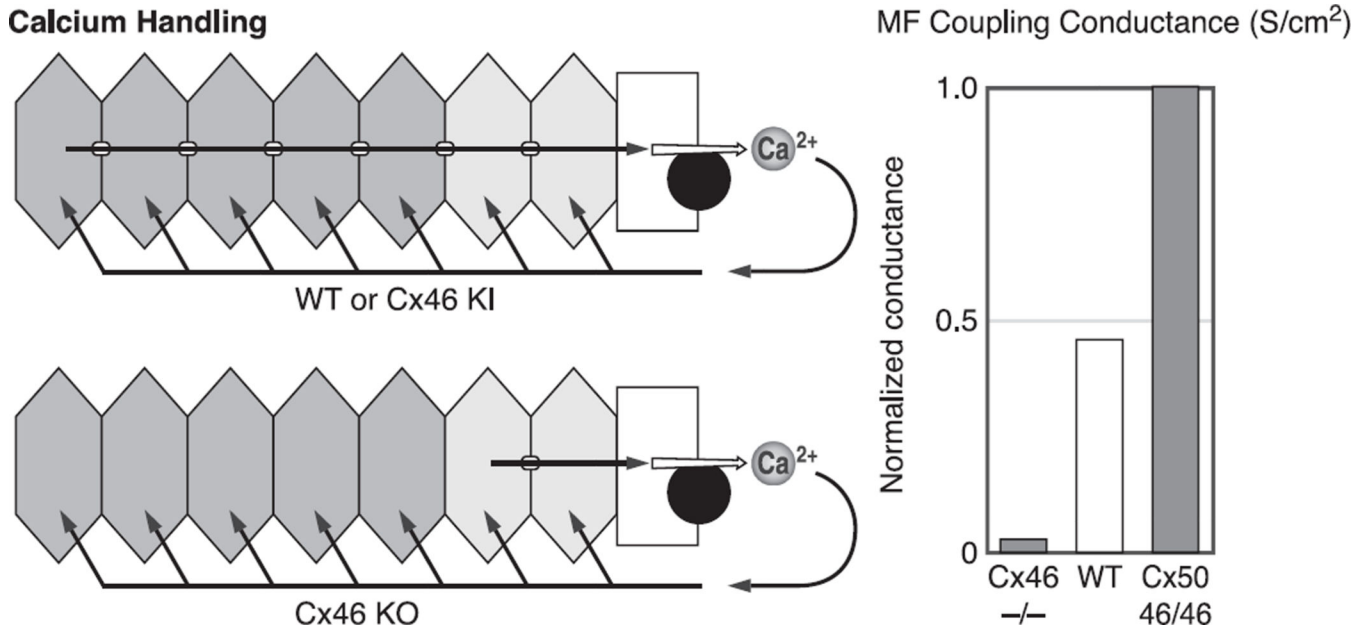 Calcium Handling
Ca2+
WT or Cx46 KI
Ca2+
Cx46 KO
MF Coupling Conductance (S/cm2)
Normalized conductance
1.0
0.5
0
Cx46 WT Cx50
–/– 46/46